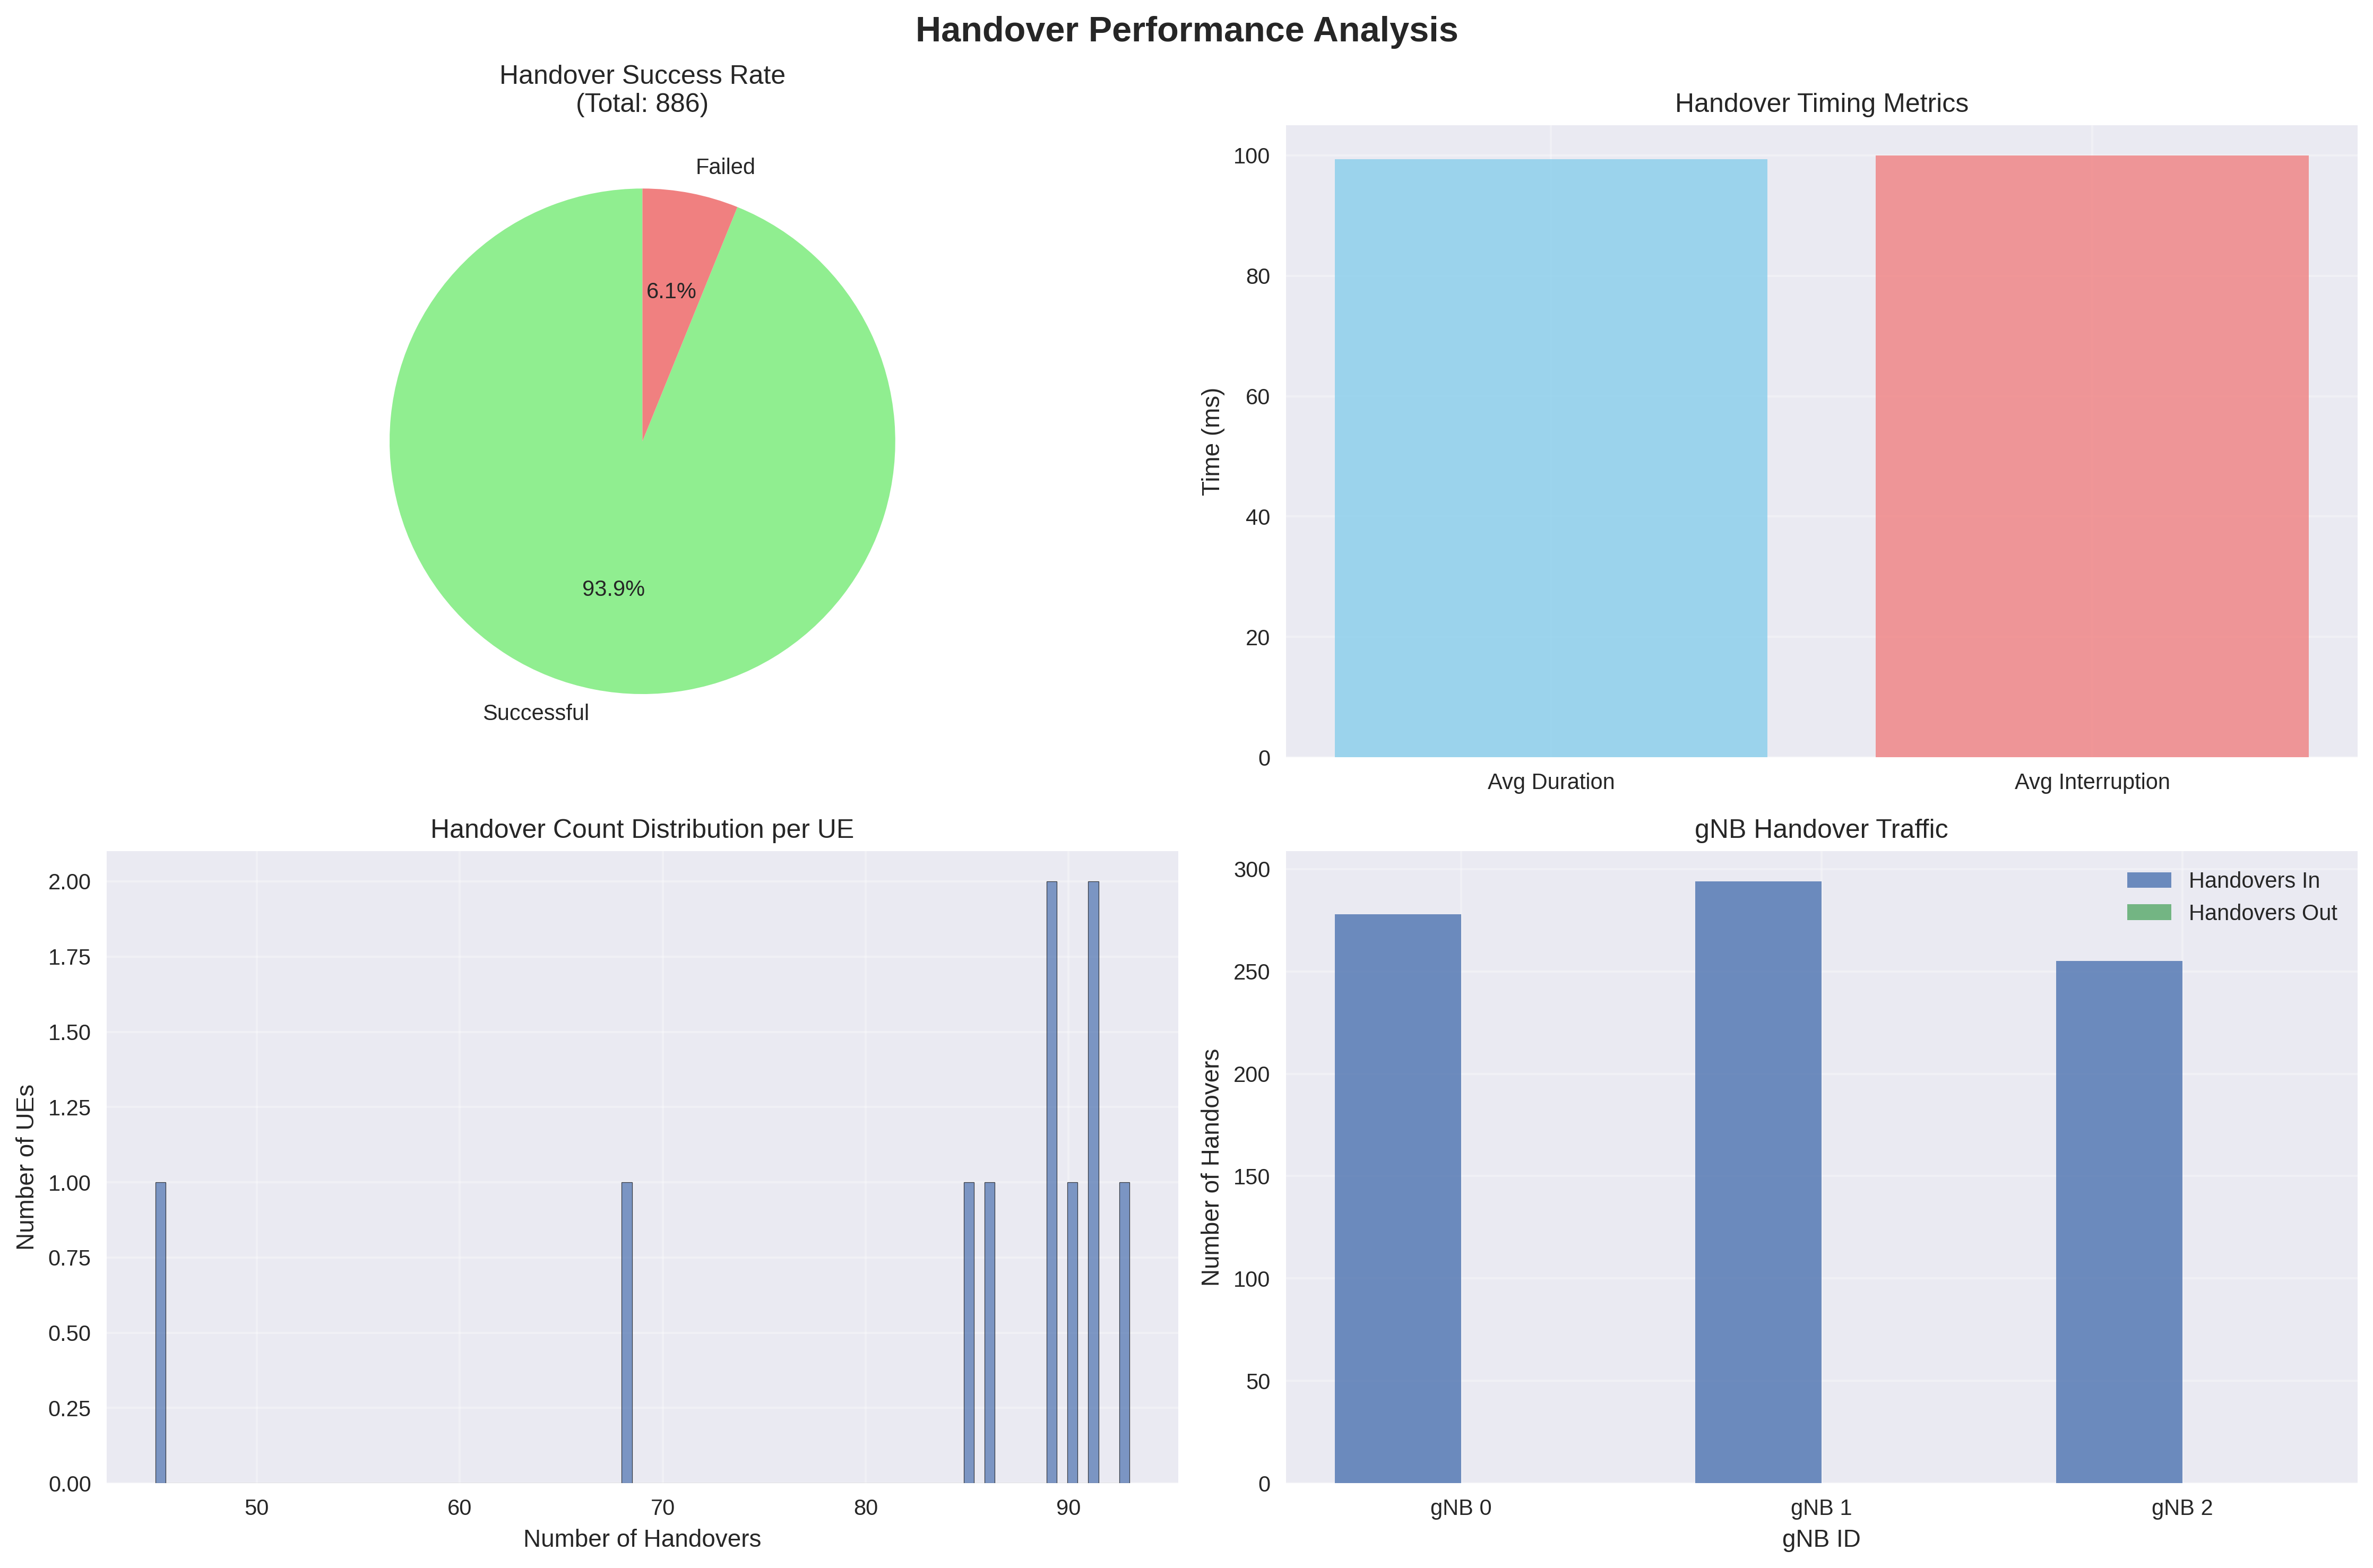 Handover Performance Analysis
Handover Success Rate
(Total: 886)
Failed
6.1%
93.9%
Successful
Handover Timing Metrics
Time (ms)
100
80
60
40
20
0
Avg Duration
Avg Interruption
Handover Count Distribution per UE
Number of UEs
2.00
1.75
1.50
1.25
1.00
0.75
0.50
0.25
0.00
50
60
70
80
90
Number of Handovers
gNB Handover Traffic
Number of Handovers
300
250
200
150
100
50
0
Handovers In
Handovers Out
gNB 0
gNB 1
gNB 2
gNB ID